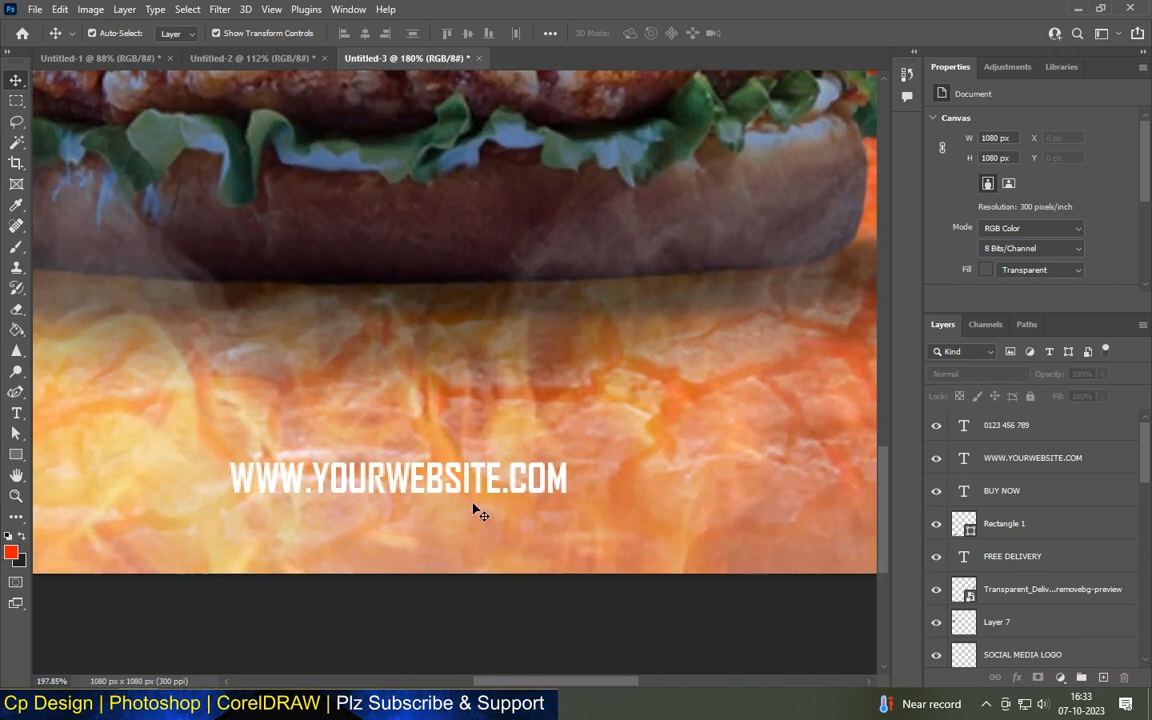 Ps File Edit Image Layer Type Select Filter 3D View Plugins Window Help
Auto-Select: Layer Show Transform Controls 3D Mode:
Untitled-1 @ 88% (RGB/8#) * Untitled-2 @ 112% (RGB/8#) * Untitled-3 @ 180% (RGB/8#) *
Properties Adjustments Libraries
Document
Canvas
W 1080 px X 0 px
H 1080 px Y 0 px
Resolution: 300 pixels/inch
Mode RGB Color
8 Bits/Channel
Fill Transparent
Layers Channels Paths
Kind
Normal Opacity: 100%
Lock: Fill: 100%
0123 456 789
WWW.YOURWEBSITE.COM
BUY NOW
Rectangle 1
FREE DELIVERY
Transparent_Deliv...removebg-preview
Layer 7
SOCIAL MEDIA LOGO
WWW.YOURWEBSITE.COM
197.85% 1080 px x 1080 px (300 ppi)
Cp Design | Photoshop | CorelDRAW | Plz Subscribe & Support
Near record
16:33
07-10-2023